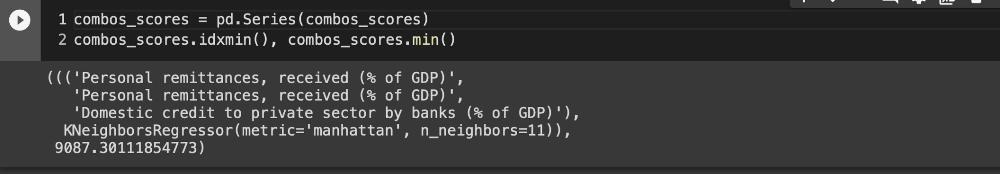 1 combos_scores = pd.Series(combos_scores)
2 combos_scores.idxmin(), combos_scores.min()
((('Personal remittances, received (% of GDP)',
'Personal remittances, received (% of GDP)',
'Domestic credit to private sector by banks (% of GDP)'),
KNeighborsRegressor(metric='manhattan', n_neighbors=11)),
9087.30111854773)